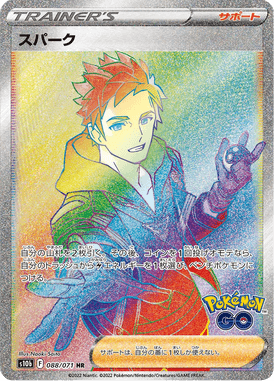 TRAINER'S サポート
スパーク
自分の山札を2枚引く。その後、コインを1回投げオモテなら、
自分のトラッシュから エネルギーを1枚選び、ベンチポケモンに
つける。
Illus. Naoki Saito
Pokémon GO
s10b F 088/071 HR
サポートは、自分の番に1枚しか使えない。
©2022 Pokémon/Nintendo/Creatures/GAME FREAK.